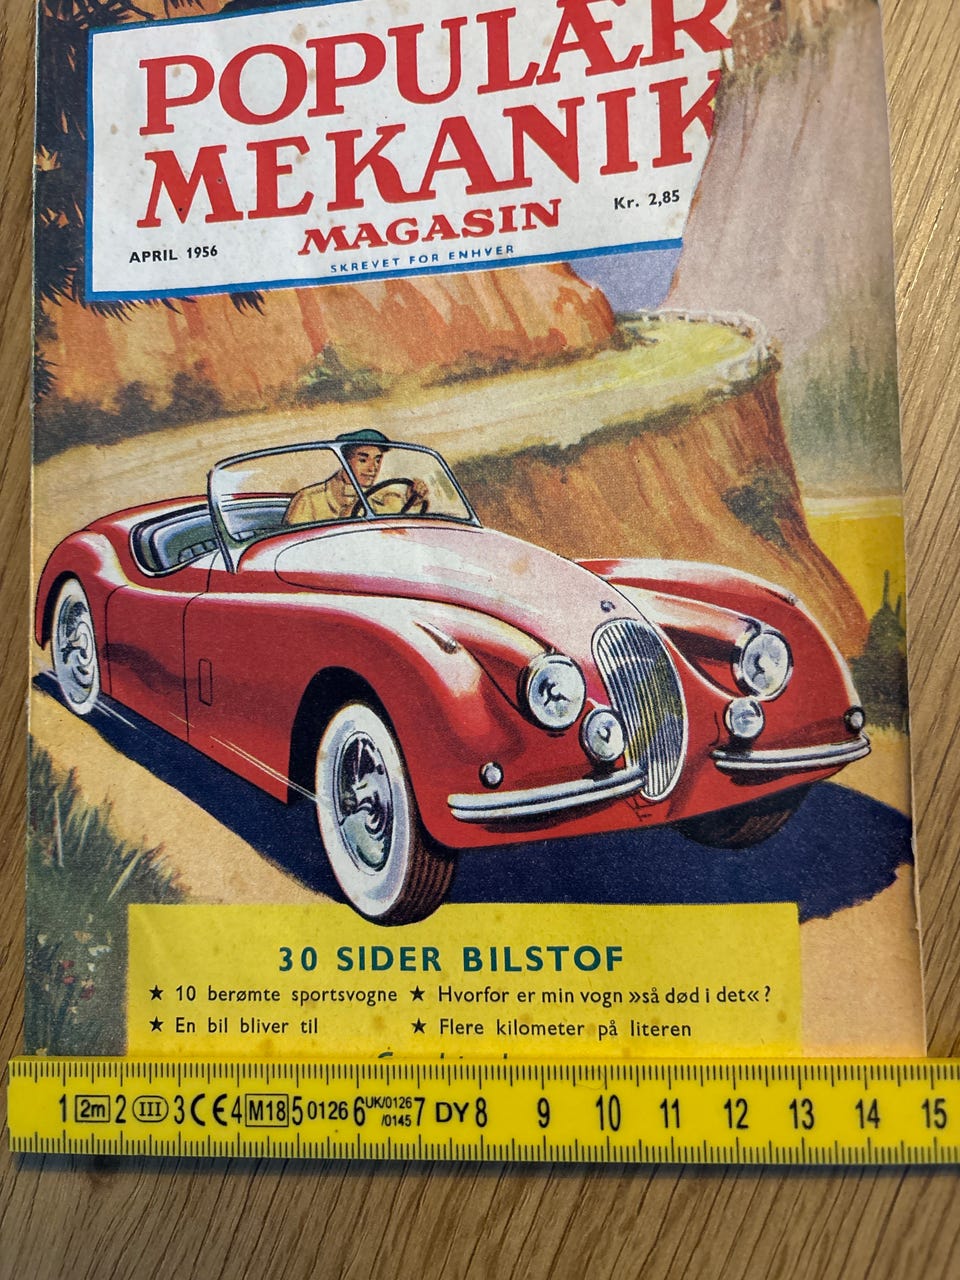 POPULÆR
MEKANIK
MAGASIN
Kr. 2,85
APRIL 1956
SKREVET FOR ENHVER
30 SIDER BILSTOF
★ 10 berømte sportsvogne ★ Hvorfor er min vogn »så død i det«?
★ En bil bliver til ★ Flere kilometer på literen
1 2m 2 III 3 CE 4 M18 5 0126 6 UK/0126 /0145 7 DY 8 9 10 11 12 13 14 15